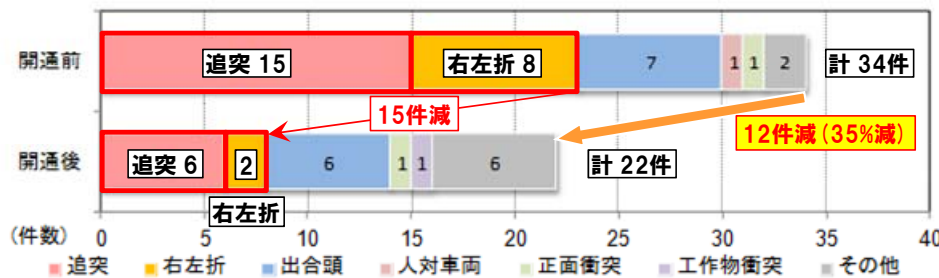 開通前
追突 15
右左折 8
7
1
1
2
計 34件
15件減
12件減(35%減)
開通後
追突 6
2
6
1
1
6
計 22件
右左折
(件数)
0 5 10 15 20 25 30 35 40
追突 右左折 出合頭 人対車両 正面衝突 工作物衝突 その他